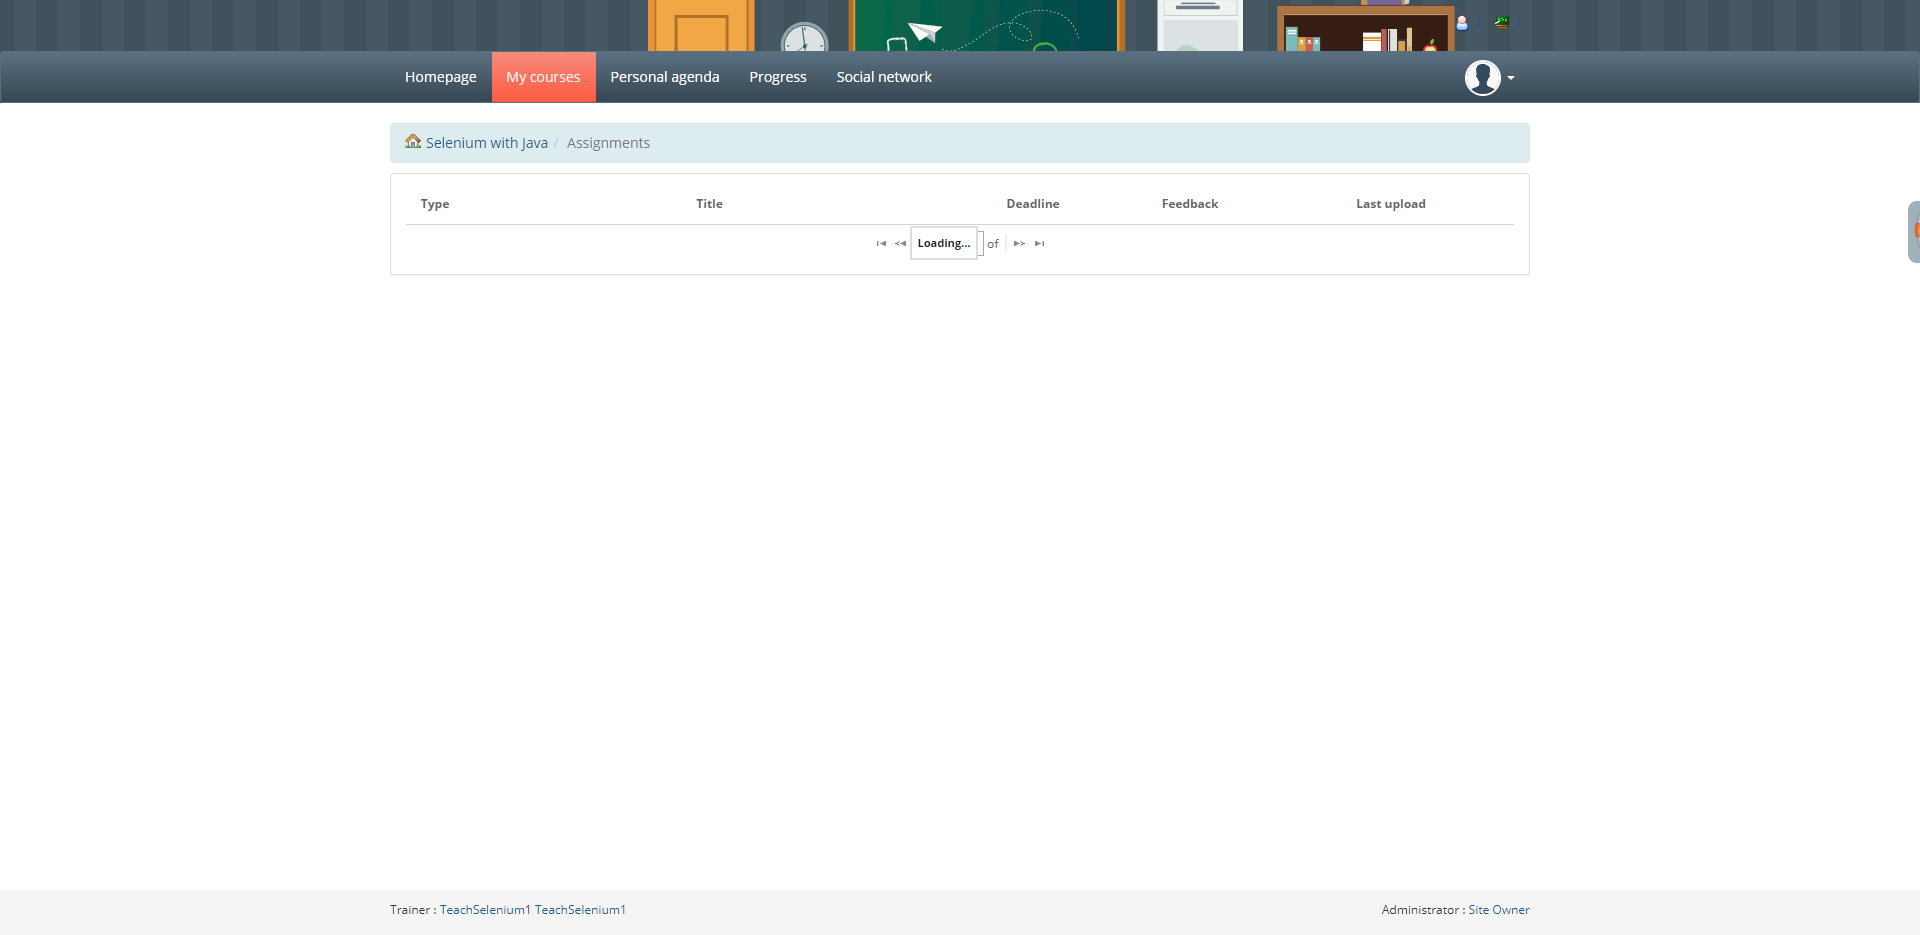 Homepage My courses Personal agenda Progress Social network
Selenium with Java / Assignments
Type Title Deadline Feedback Last upload
Loading... of
Trainer : TeachSelenium1 TeachSelenium1 Administrator : Site Owner